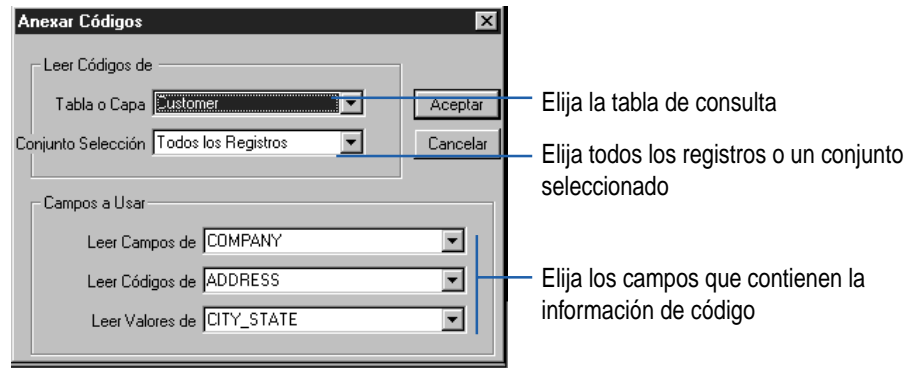 Anexar Códigos
Leer Códigos de
Tabla o Capa Customer
Aceptar
Elija la tabla de consulta
Conjunto Selección Todos los Registros
Cancelar
Elija todos los registros o un conjunto
seleccionado
Campos a Usar
Leer Campos de COMPANY
Leer Códigos de ADDRESS
Leer Valores de CITY_STATE
Elija los campos que contienen la
información de código